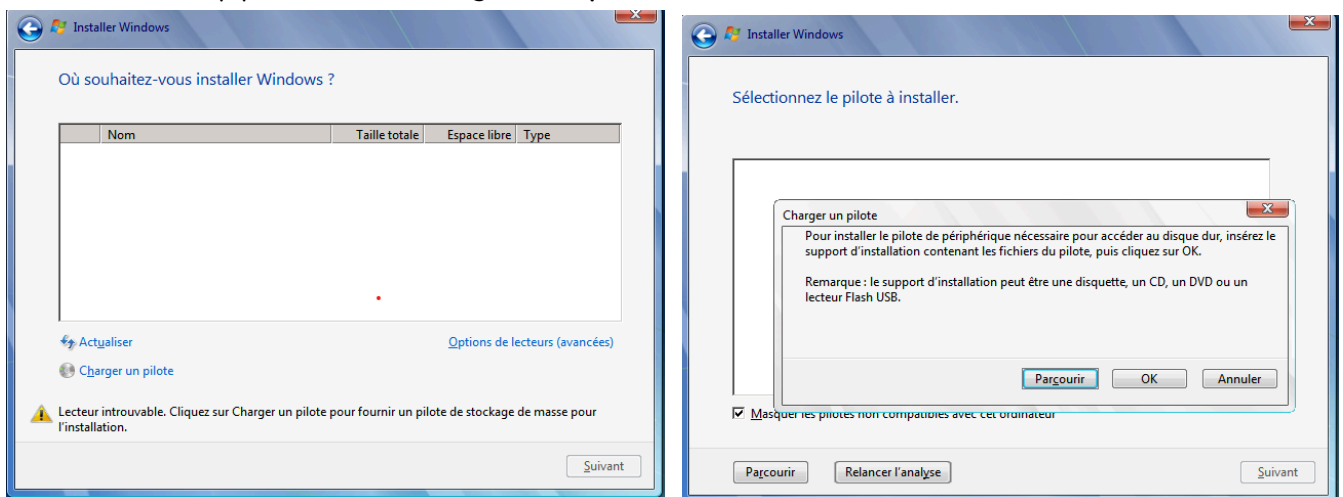 Installer Windows
Où souhaitez-vous installer Windows ?
Nom Taille totale Espace libre Type
Actualiser Options de lecteurs (avancées)
Charger un pilote
Lecteur introuvable. Cliquez sur Charger un pilote pour fournir un pilote de stockage de masse pour
l'installation.
Suivant
Installer Windows
Sélectionnez le pilote à installer.
Charger un pilote
Pour installer le pilote de périphérique nécessaire pour accéder au disque dur, insérez le
support d'installation contenant les fichiers du pilote, puis cliquez sur OK.
Remarque : le support d'installation peut être une disquette, un CD, un DVD ou un
lecteur Flash USB.
Parcourir OK Annuler
Masquer les pilotes non compatibles avec cet ordinateur
Parcourir Relancer l'analyse Suivant